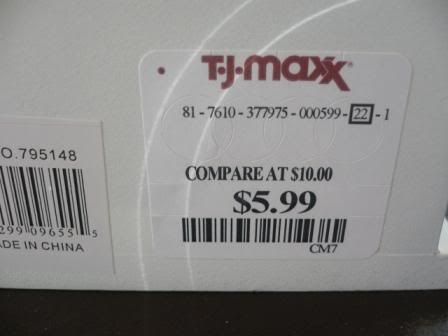 T·J·maxx
81 - 7610 - 377975 - 000599 - 22 - 1
COMPARE AT $10.00
$5.99
CM7
O.795148
299 09655 5
ADE IN CHINA